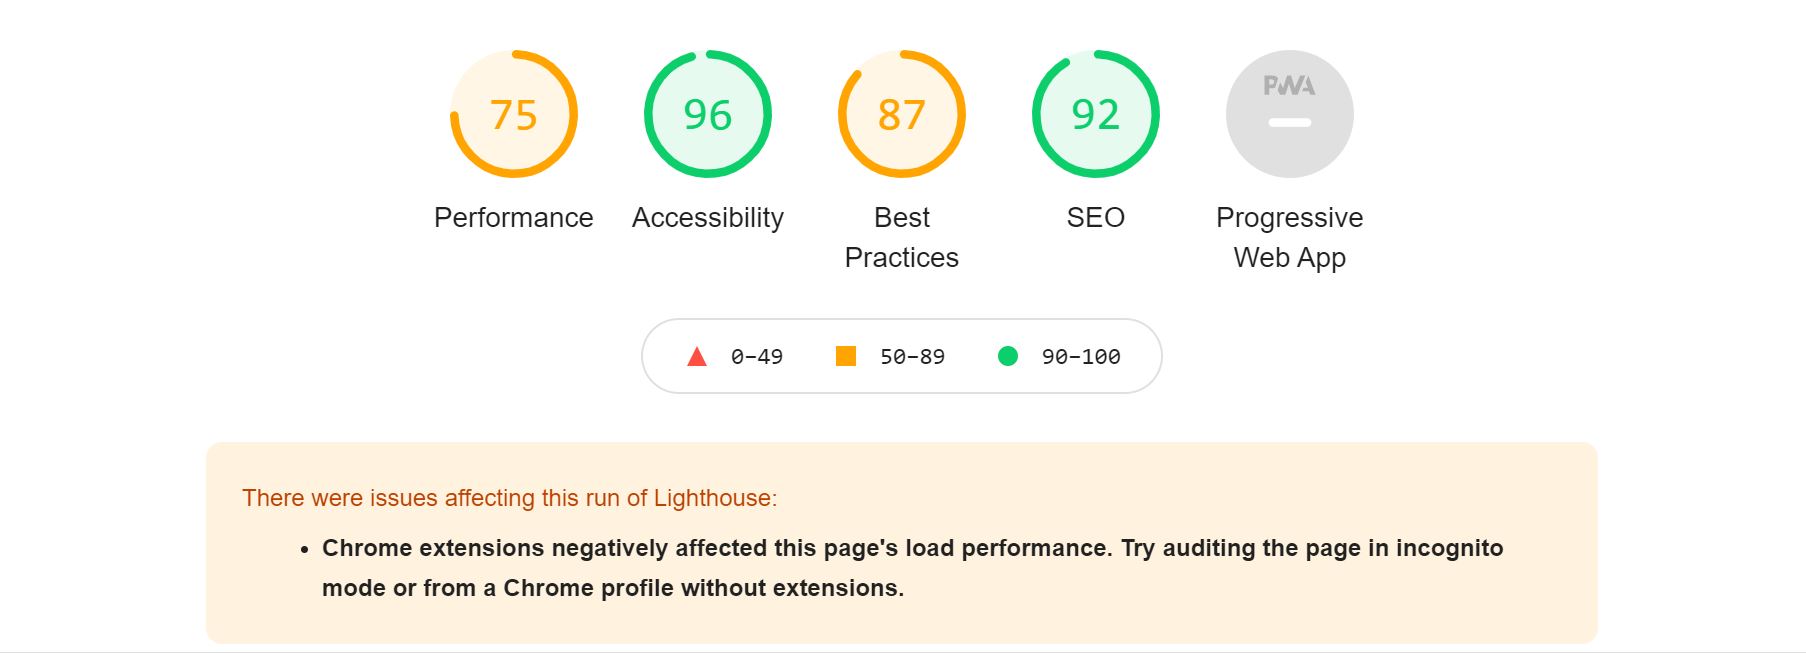 75 96 87 92 PWA
Performance Accessibility Best Practices SEO Progressive Web App
0–49 50–89 90–100
There were issues affecting this run of Lighthouse:
• Chrome extensions negatively affected this page's load performance. Try auditing the page in incognito
mode or from a Chrome profile without extensions.